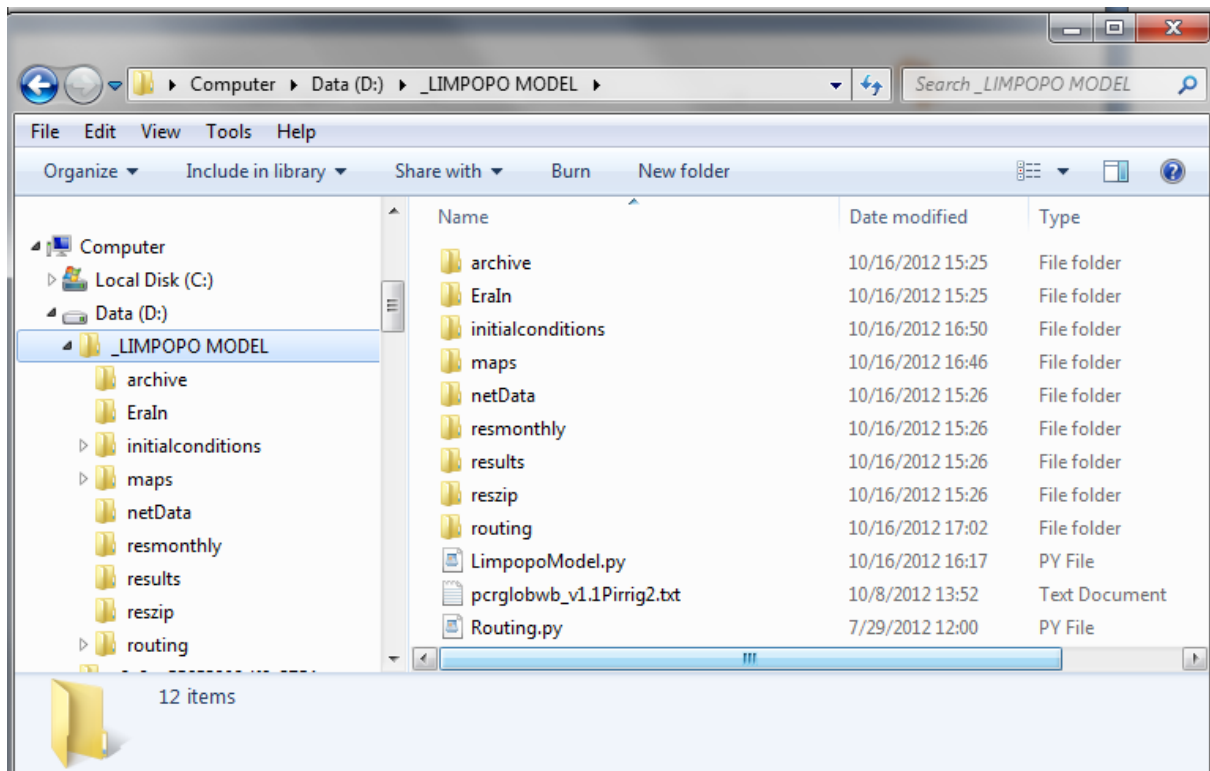 Computer Data (D:) _LIMPOPO MODEL Search _LIMPOPO MODEL
File Edit View Tools Help
Organize Include in library Share with Burn New folder
Name Date modified Type
Computer
Local Disk (C:)
Data (D:)
_LIMPOPO MODEL
archive
EraIn
initialconditions
maps
netData
resmonthly
results
reszip
routing
archive 10/16/2012 15:25 File folder
EraIn 10/16/2012 15:25 File folder
initialconditions 10/16/2012 16:50 File folder
maps 10/16/2012 16:46 File folder
netData 10/16/2012 15:26 File folder
resmonthly 10/16/2012 15:26 File folder
results 10/16/2012 15:26 File folder
reszip 10/16/2012 15:26 File folder
routing 10/16/2012 17:02 File folder
LimpopoModel.py 10/16/2012 16:17 PY File
pcrglobwb_v1.1Pirrig2.txt 10/8/2012 13:52 Text Document
Routing.py 7/29/2012 12:00 PY File
12 items